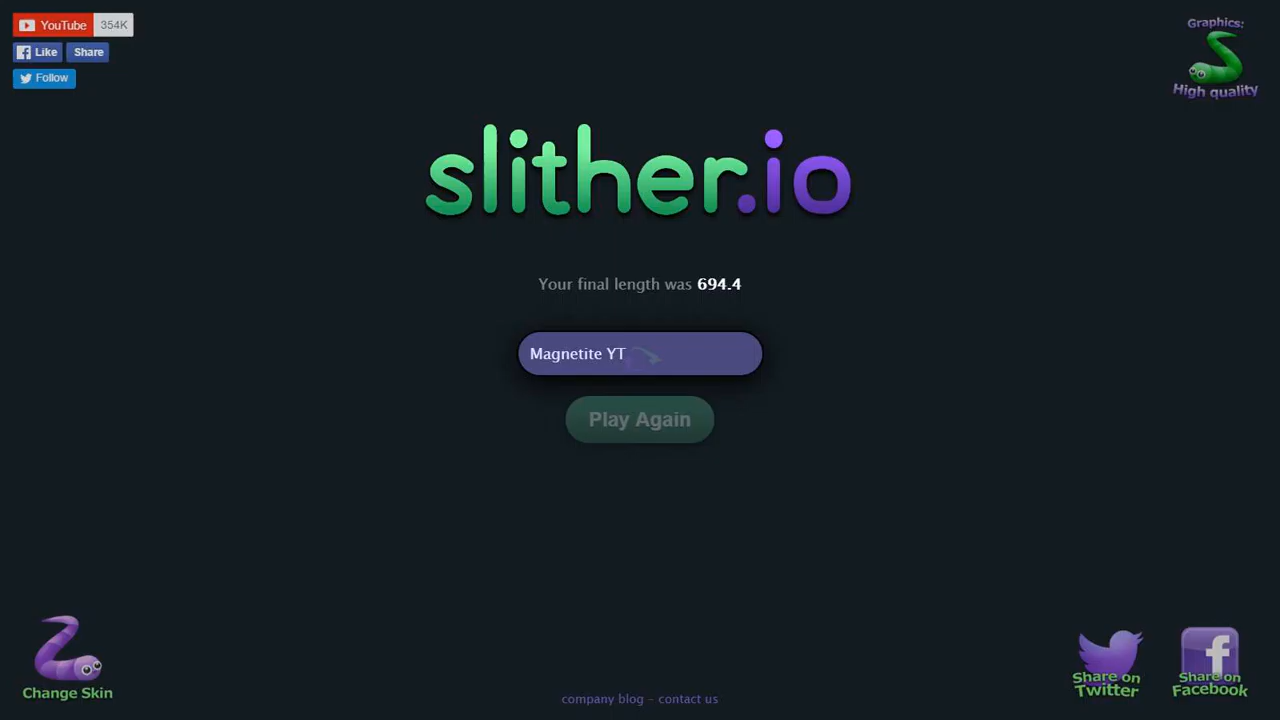 YouTube 354K
Like Share
Follow
Graphics:
High quality
slither.io
Your final length was 694.4
Magnetite YT
Play Again
Change Skin
Share on
Twitter
Share on
Facebook
company blog - contact us